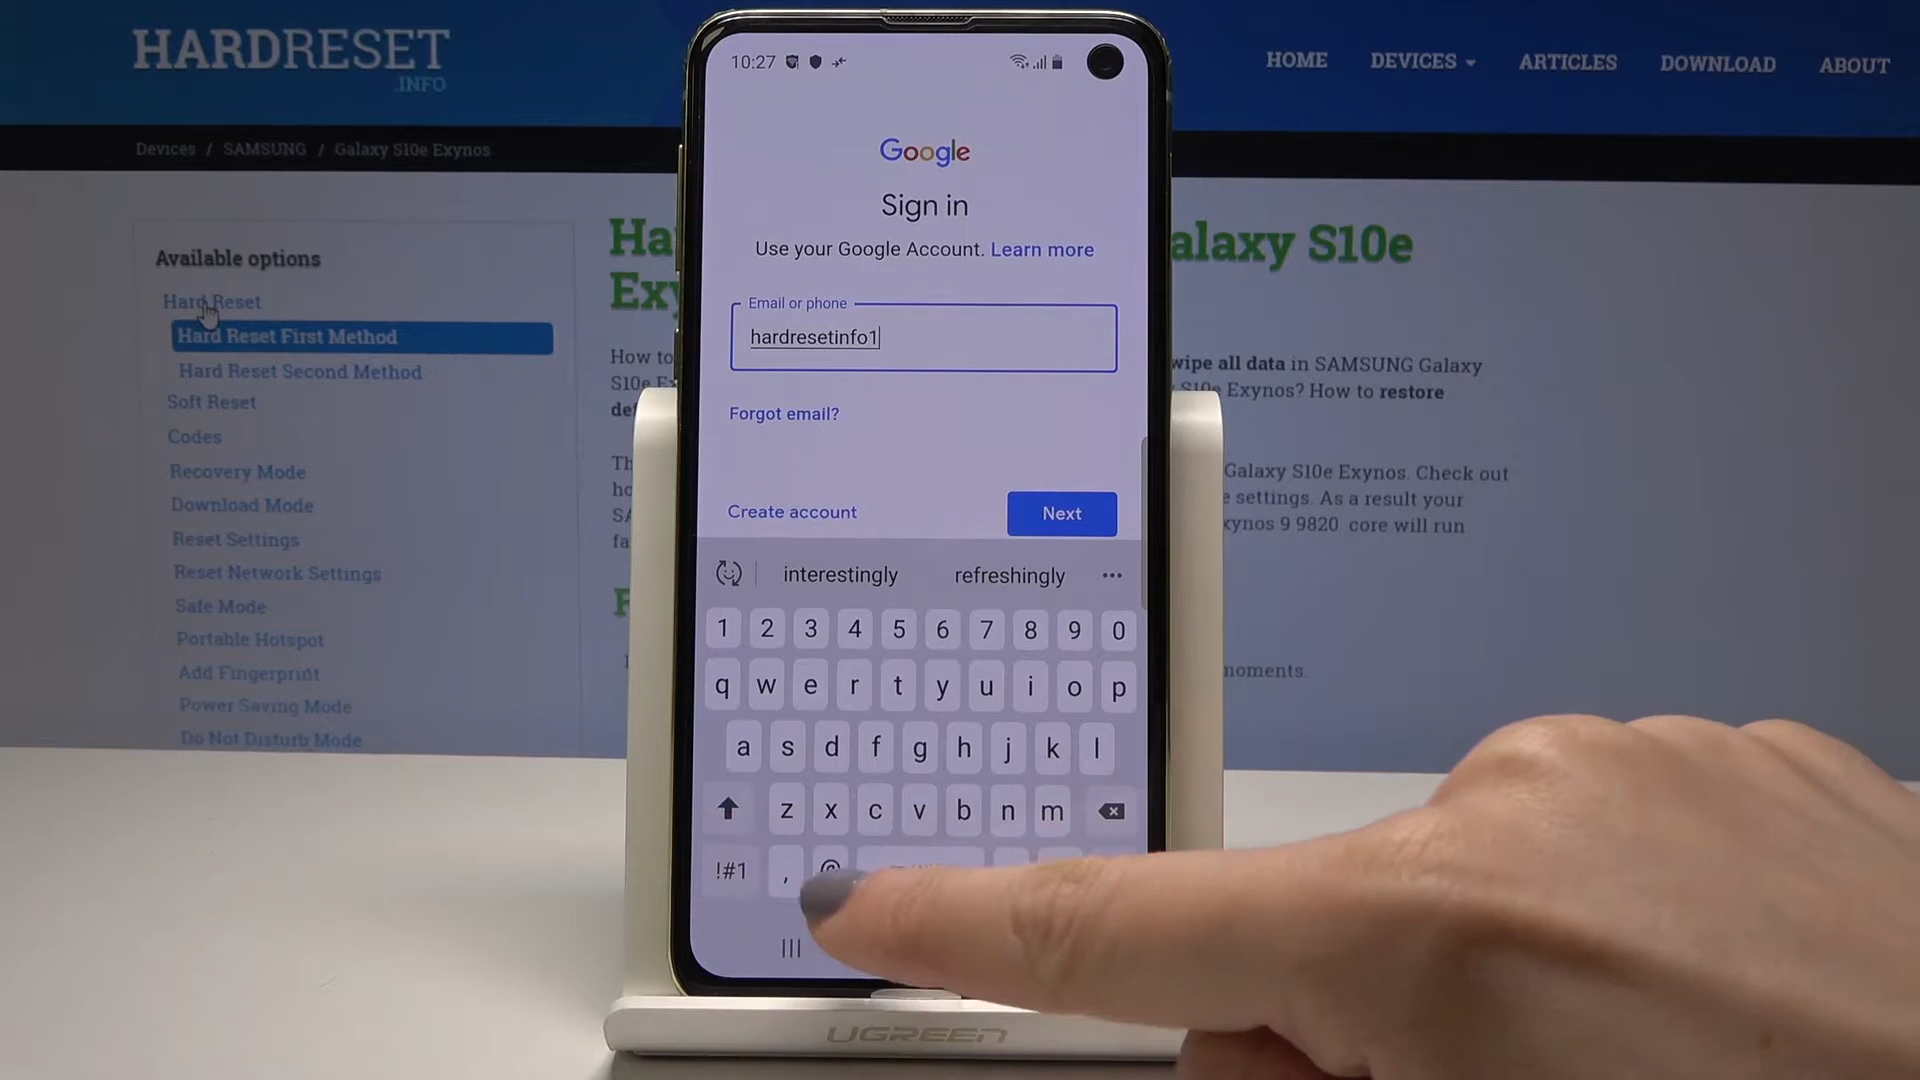 HARDRESET
.INFO
HOME
DEVICES
ARTICLES
DOWNLOAD
ABOUT
Devices / SAMSUNG / Galaxy S10e Exynos
Available options
Hard Reset
Hard Reset First Method
Hard Reset Second Method
Soft Reset
Codes
Recovery Mode
Download Mode
Reset Settings
Reset Network Settings
Safe Mode
Portable Hotspot
Add Fingerprint
Power Saving Mode
Do Not Disturb Mode
alaxy S10e
How to
wipe all data in SAMSUNG Galaxy
Exynos? How to restore
Galaxy S10e Exynos. Check out
settings. As a result your
9 9820 core will run
moments.
10:27
Google
Sign in
Use your Google Account. Learn more
Email or phone
hardresetinfo1
Forgot email?
Create account
Next
interestingly
refreshingly
1 2 3 4 5 6 7 8 9 0
q w e r t y u i o p
a s d f g h j k l
z x c v b n m
!#1 , @
UGREEN